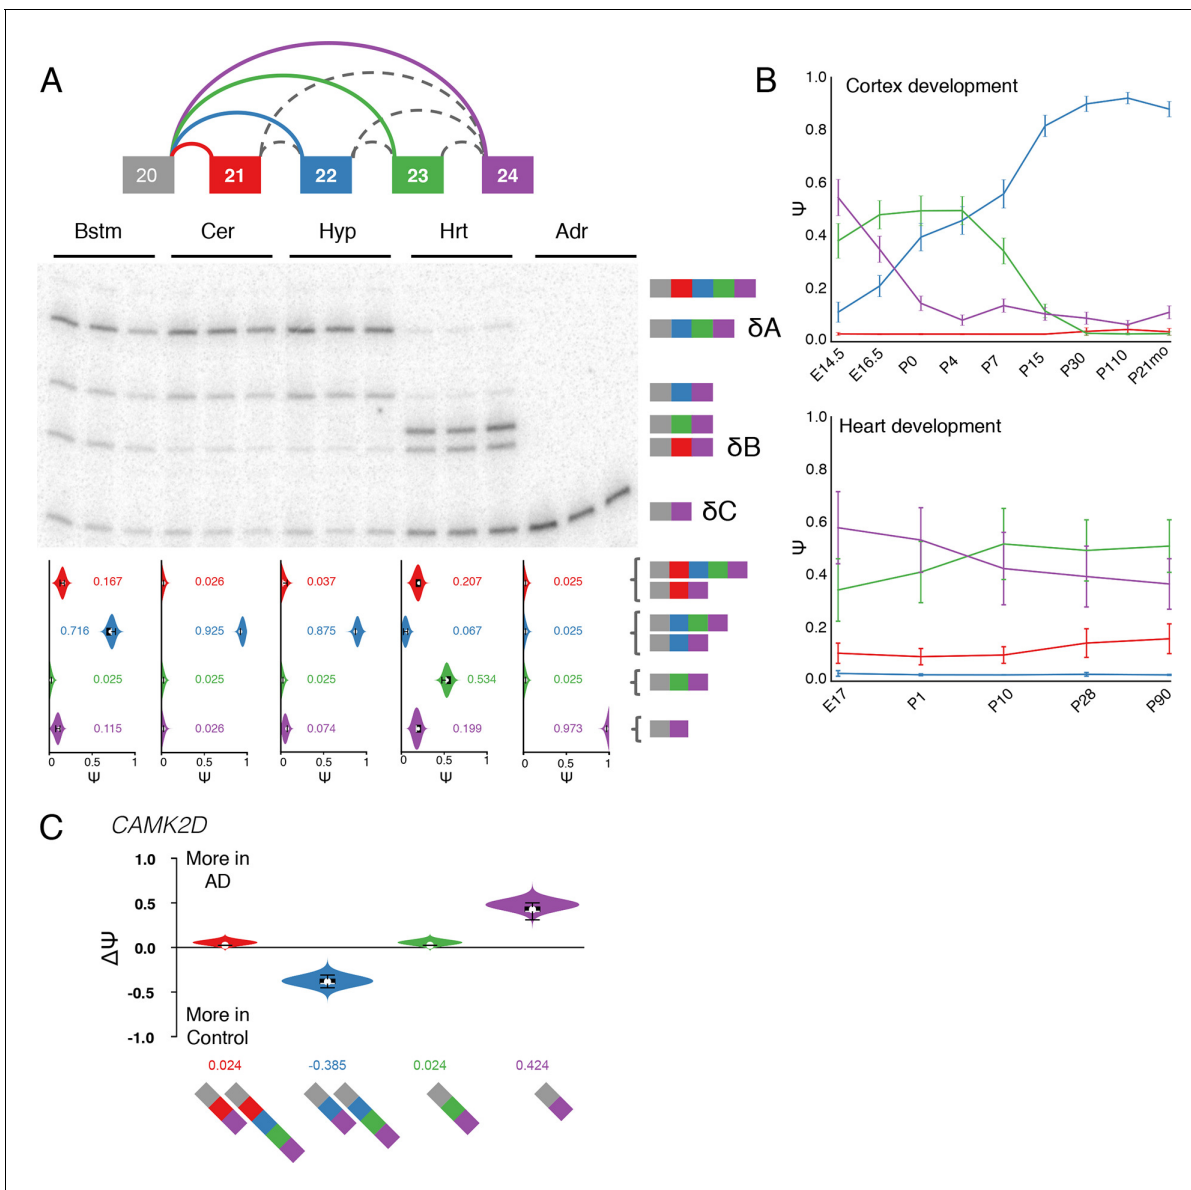 A
20 21 22 23 24
Bstm Cer Hyp Hrt Adr
δA
δB
δC
0.167 0.026 0.037 0.207 0.025
0.716 0.925 0.875 0.067 0.025
0.025 0.025 0.025 0.534 0.025
0.115 0.026 0.074 0.199 0.973
0 0.5 1 0 0.5 1 0 0.5 1 0 0.5 1 0 0.5 1
Ψ Ψ Ψ Ψ Ψ
B
Cortex development
1.0
0.8
0.6
0.4
0.2
0.0
Ψ
E14.5 E16.5 P0 P4 P7 P15 P30 P110 P21mo
Heart development
1.0
0.8
0.6
0.4
0.2
0.0
Ψ
E17 P1 P10 P28 P90
C
CAMK2D
1.0
0.5
0.0
-0.5
-1.0
ΔΨ
More in
AD
More in
Control
0.024 -0.385 0.024 0.424